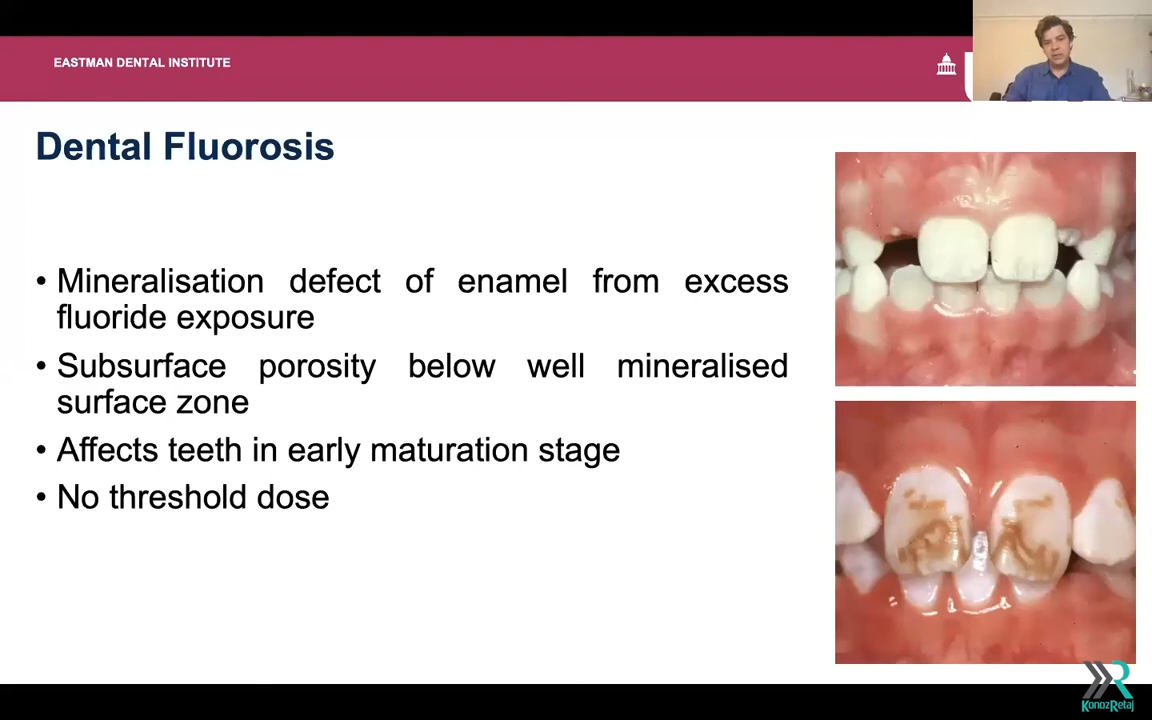 EASTMAN DENTAL INSTITUTE
Dental Fluorosis
• Mineralisation defect of enamel from excess
fluoride exposure
• Subsurface porosity below well mineralised
surface zone
• Affects teeth in early maturation stage
• No threshold dose
KonozRetaj